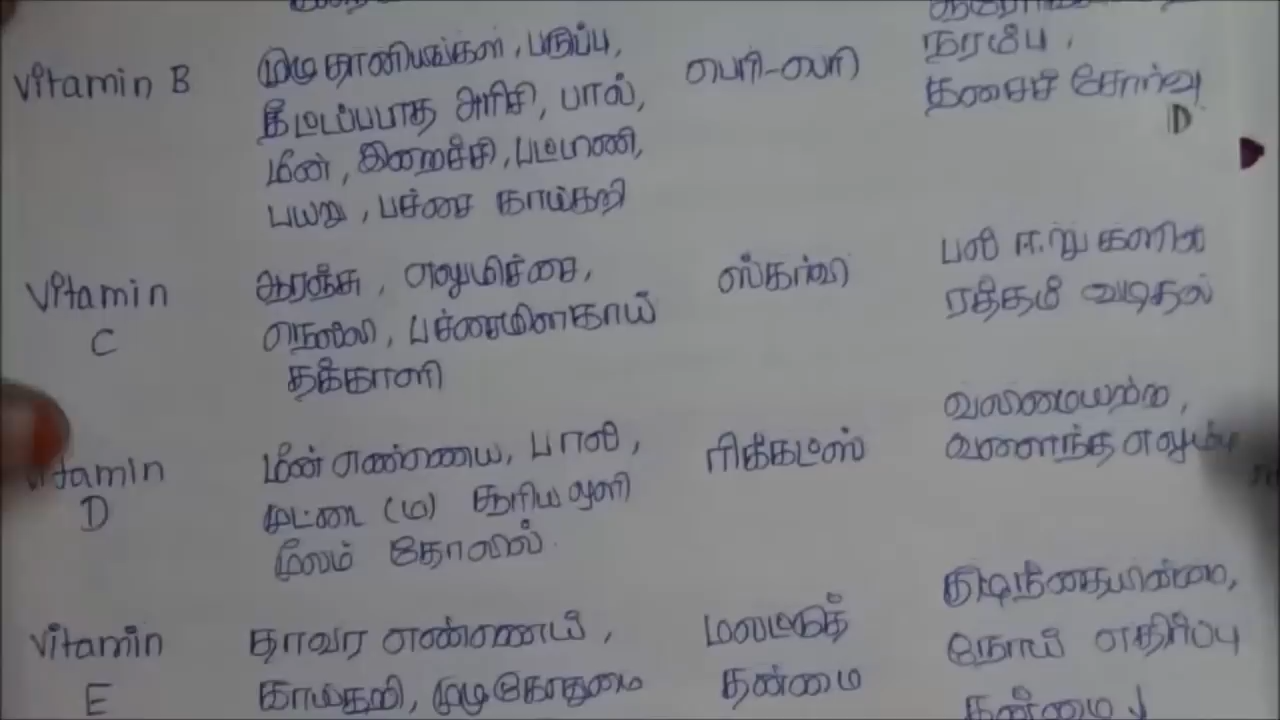 Vitamin B
முழு தானியங்கள், பருப்பு,
தீட்டப்படாத அரிசி, பால்,
மீன், இறைச்சி, பட்டாணி,
பயறு, பச்சை காய்கறி
பெரி-பெரி
நரம்பு,
தசைச் சோர்வு
D
Vitamin
C
ஆரஞ்சு, எலுமிச்சை,
நெல்லி, பச்சைமிளகாய்
தக்காளி
ஸ்கர்வி
பல் ஈறுகளில்
ரத்தம் வடிதல்
Vitamin
D
மீன் எண்ணெய், பால்,
முட்டை (ம) சூரிய ஒளி
மூலம் தோலில்
ரிக்கட்ஸ்
வலிமையற்ற,
வளைந்த எலும்பு
Vitamin
E
தாவர எண்ணெய்,
காய்கறி, முழு கோதுமை
மலட்டுத்
தன்மை
நோய் எதிர்ப்பு
தன்மை ↓